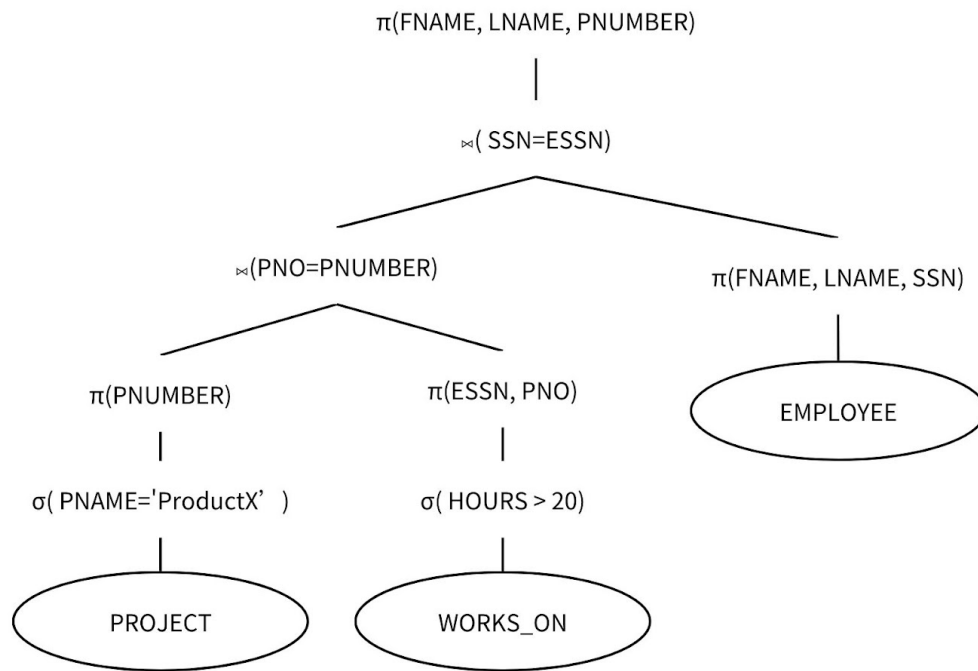 π(FNAME, LNAME, PNUMBER)
⋈( SSN=ESSN)
⋈(PNO=PNUMBER)
π(FNAME, LNAME, SSN)
π(PNUMBER)
π(ESSN, PNO)
EMPLOYEE
σ( PNAME='ProductX’ )
σ( HOURS > 20)
PROJECT
WORKS_ON